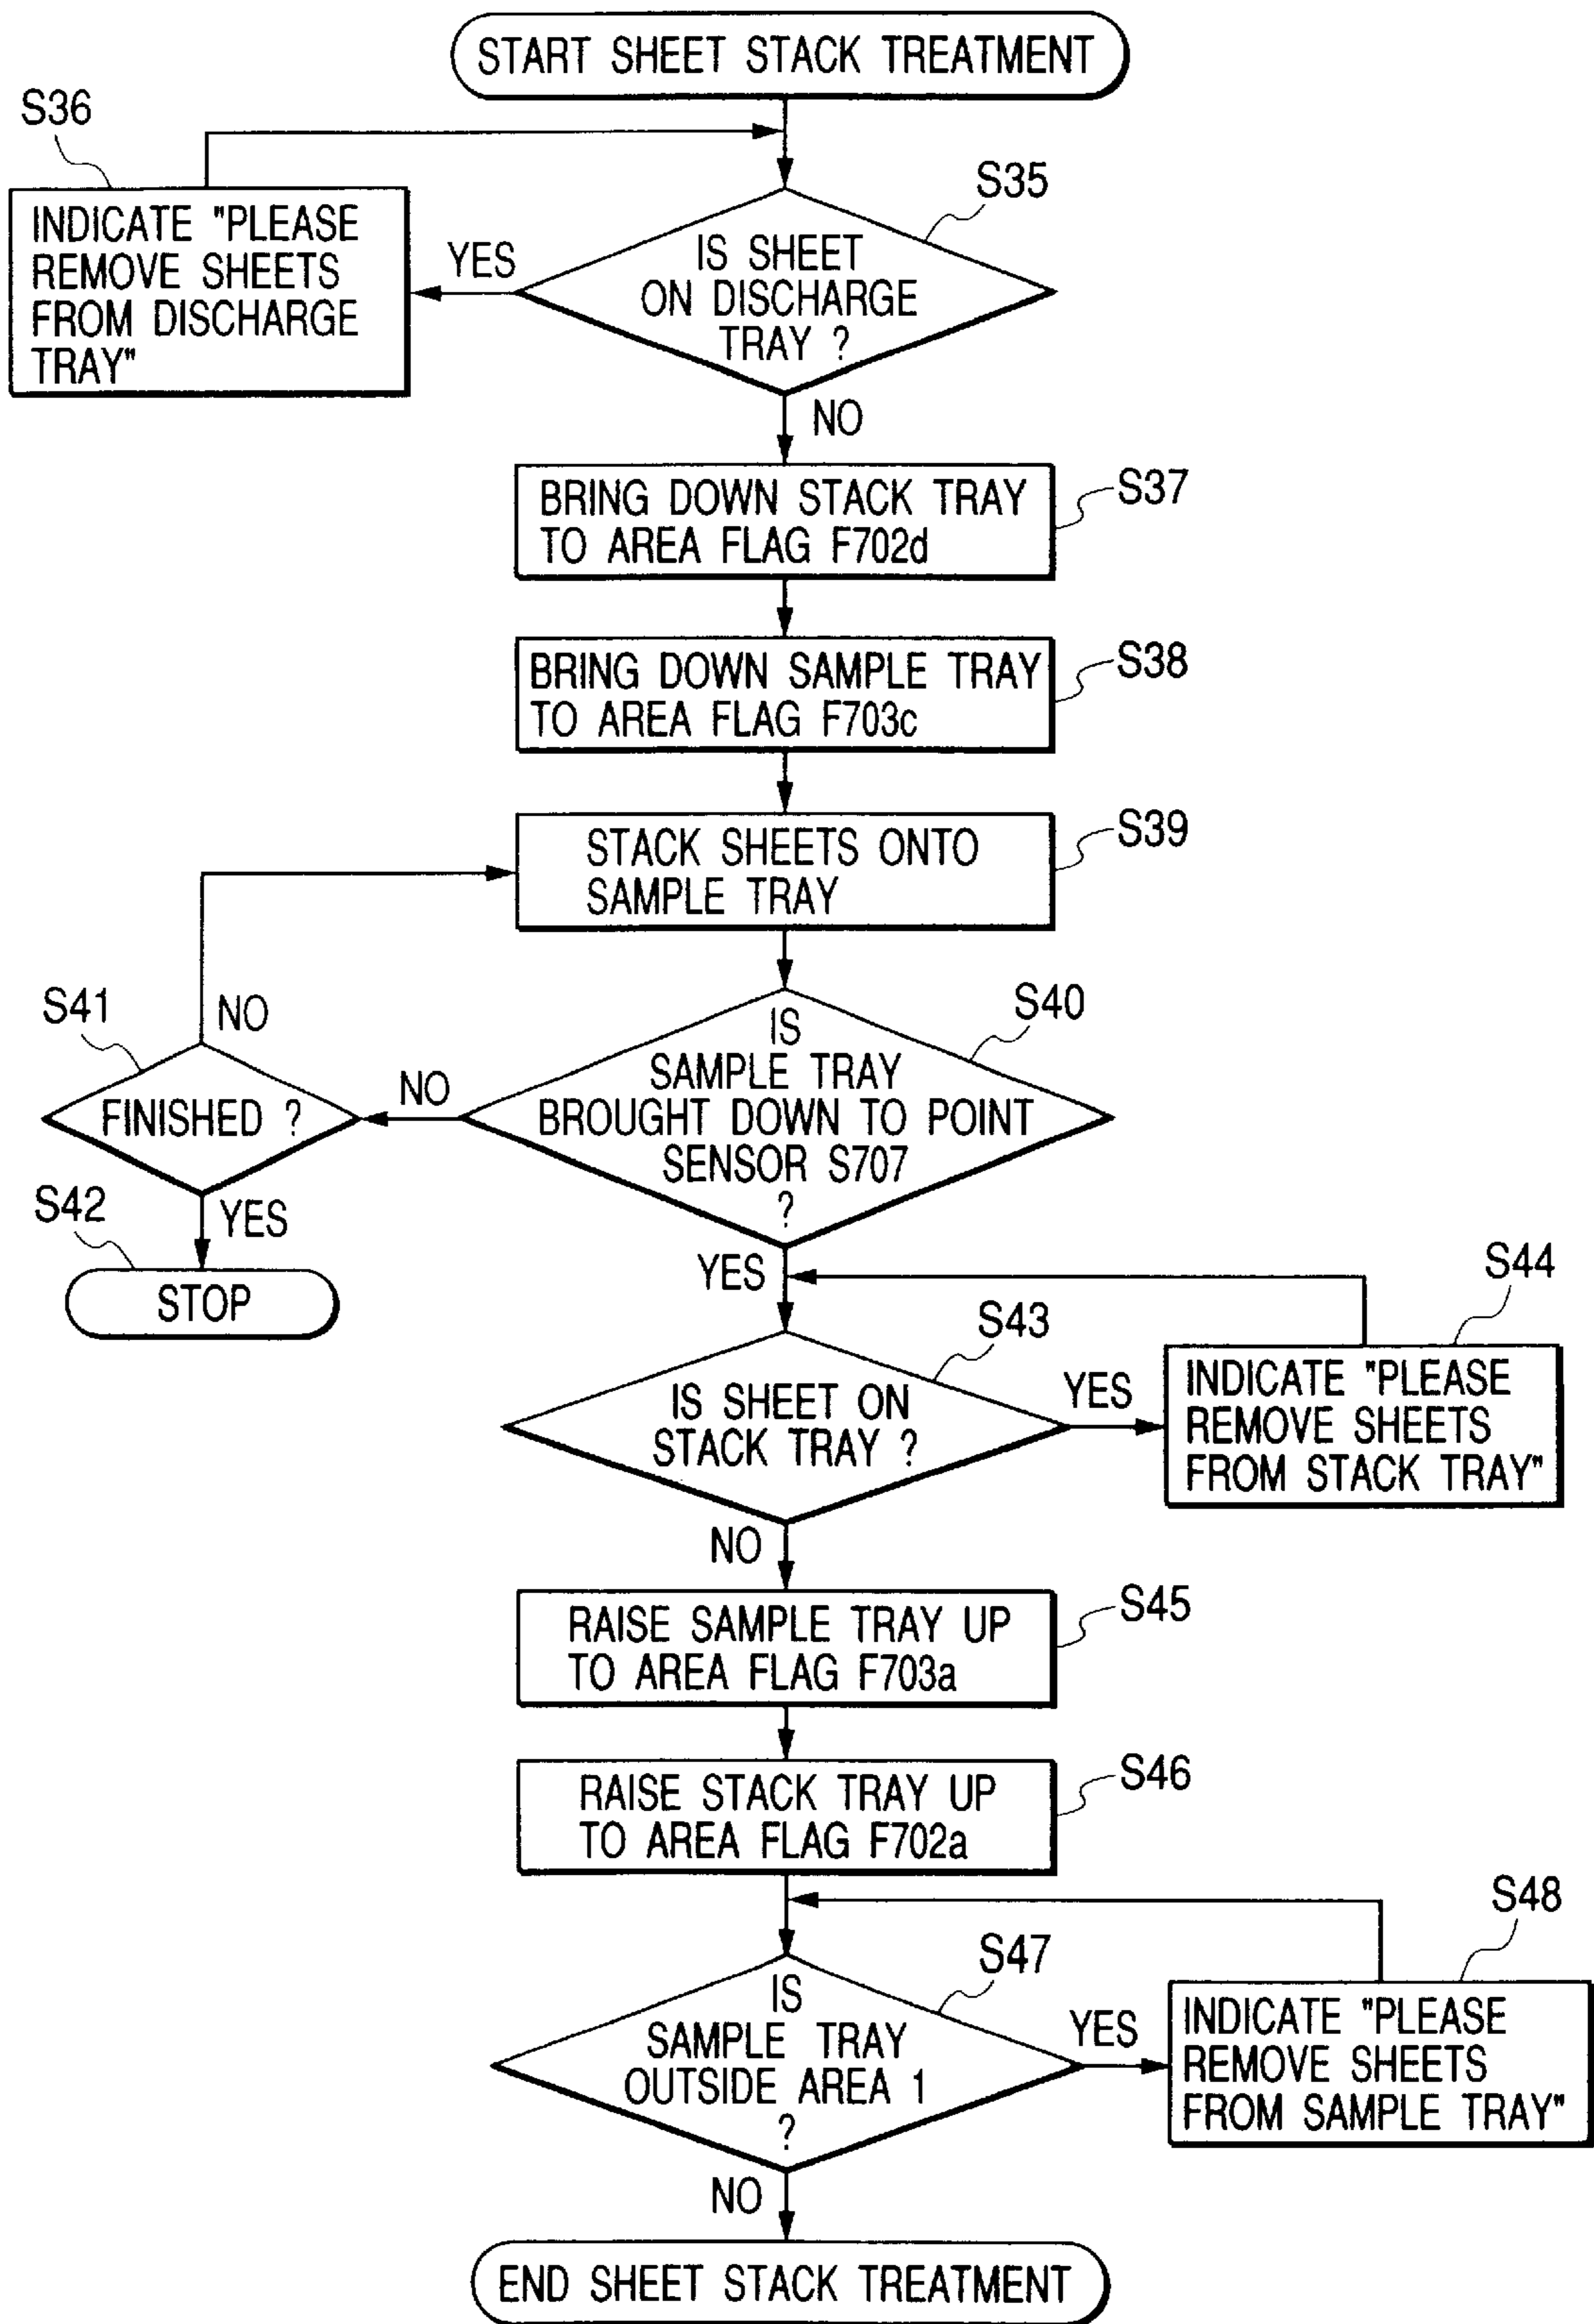 START SHEET STACK TREATMENT
S36
INDICATE "PLEASE
REMOVE SHEETS
FROM DISCHARGE
TRAY"
YES
S35
IS SHEET
ON DISCHARGE
TRAY ?
NO
S37
BRING DOWN STACK TRAY
TO AREA FLAG F702d
S38
BRING DOWN SAMPLE TRAY
TO AREA FLAG F703c
S39
STACK SHEETS ONTO
SAMPLE TRAY
S40
IS
SAMPLE TRAY
BROUGHT DOWN TO POINT
SENSOR S707
?
NO
S41
NO
FINISHED ?
YES
S42
STOP
YES
S43
IS SHEET ON
STACK TRAY ?
YES
S44
INDICATE "PLEASE
REMOVE SHEETS
FROM STACK TRAY"
NO
S45
RAISE SAMPLE TRAY UP
TO AREA FLAG F703a
S46
RAISE STACK TRAY UP
TO AREA FLAG F702a
S47
IS
SAMPLE TRAY
OUTSIDE AREA 1
?
YES
S48
INDICATE "PLEASE
REMOVE SHEETS
FROM SAMPLE TRAY"
NO
END SHEET STACK TREATMENT